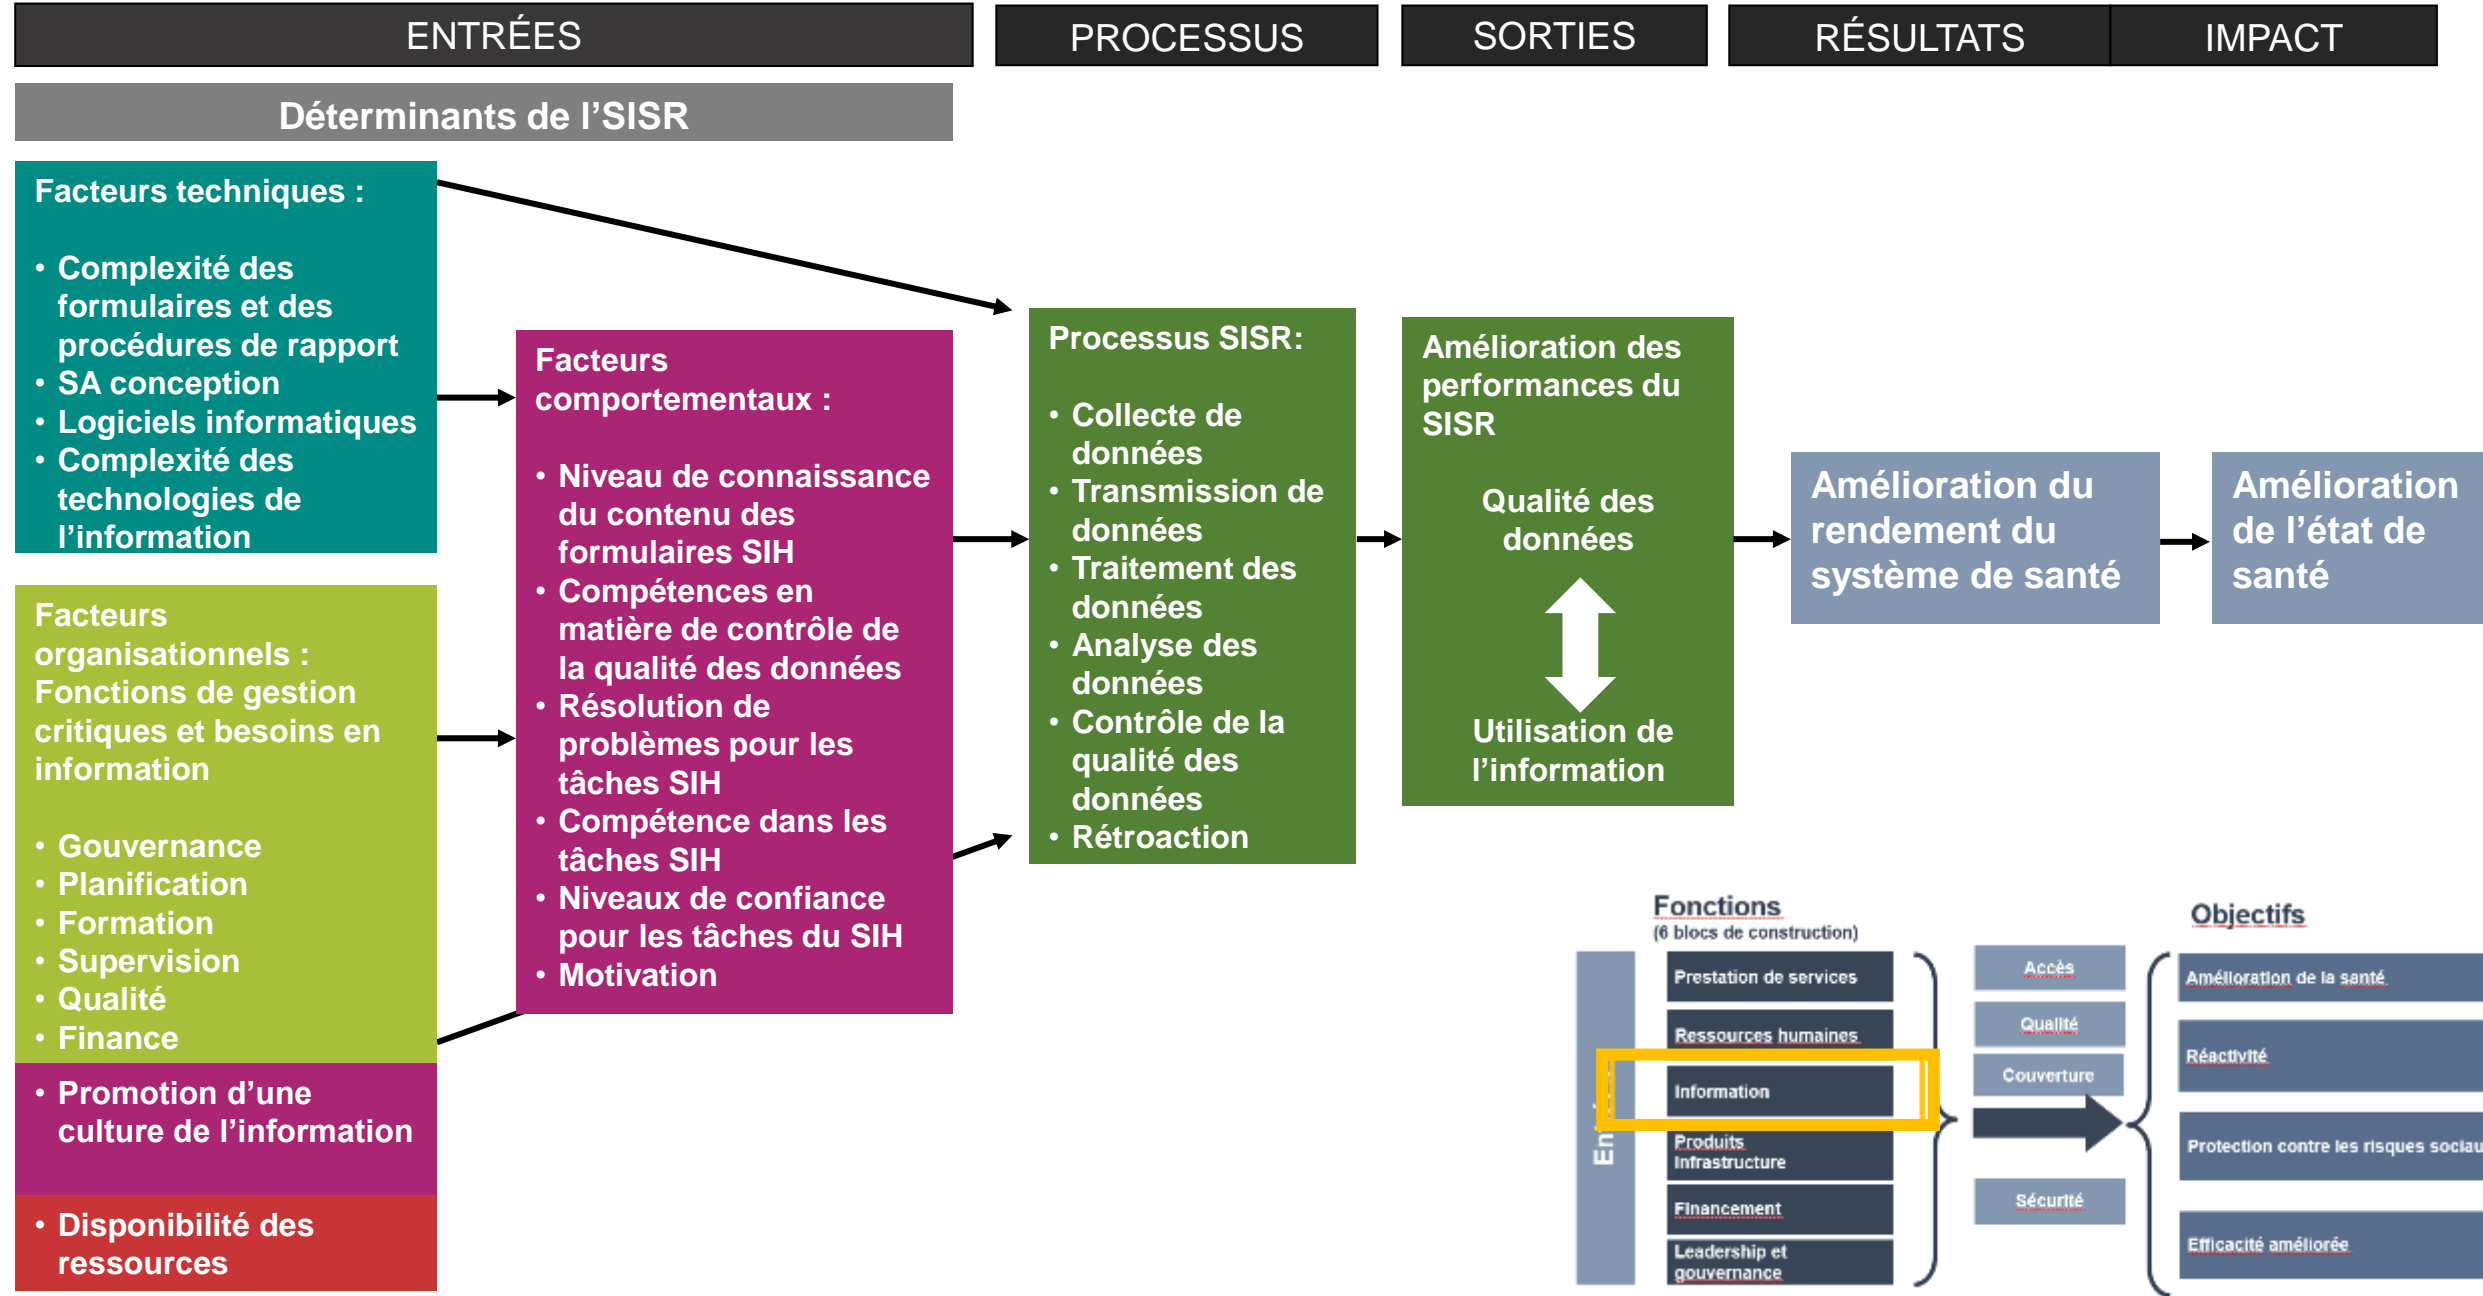 ENTRÉES
PROCESSUS
SORTIES
RÉSULTATS
IMPACT
Déterminants de l’SISR
Facteurs techniques :
• Complexité des
formulaires et des
procédures de rapport
• SA conception
• Logiciels informatiques
• Complexité des
technologies de
l’information
Facteurs
organisationnels :
Fonctions de gestion
critiques et besoins en
information
• Gouvernance
• Planification
• Formation
• Supervision
• Qualité
• Finance
• Promotion d’une
culture de l’information
• Disponibilité des
ressources
Facteurs
comportementaux :
• Niveau de connaissance
du contenu des
formulaires SIH
• Compétences en
matière de contrôle de
la qualité des données
• Résolution de
problèmes pour les
tâches SIH
• Compétence dans les
tâches SIH
• Niveaux de confiance
pour les tâches du SIH
• Motivation
Processus SISR:
• Collecte de
données
• Transmission de
données
• Traitement des
données
• Analyse des
données
• Contrôle de la
qualité des
données
• Rétroaction
Amélioration des
performances du
SISR
Qualité des
données
Utilisation de
l’information
Amélioration du
rendement du
système de santé
Amélioration
de l’état de
santé
Fonctions
(6 blocs de construction)
Prestation de services
Ressources humaines
Information
Produits
Infrastructure
Financement
Leadership et
gouvernance
Accès
Qualité
Couverture
Sécurité
Objectifs
Amélioration de la santé
Réactivité
Protection contre les risques sociau
Efficacité améliorée